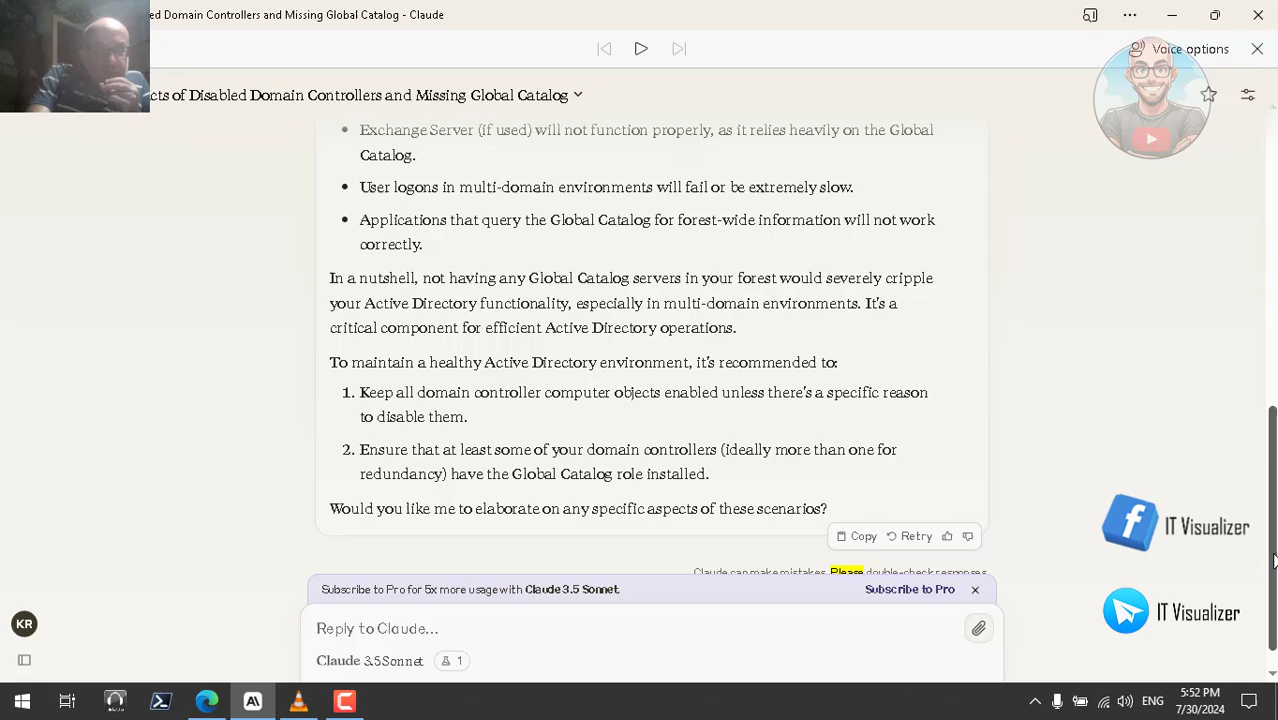 ed Domain Controllers and Missing Global Catalog - Claude
Voice options
cts of Disabled Domain Controllers and Missing Global Catalog
Exchange Server (if used) will not function properly, as it relies heavily on the Global
Catalog.
User logons in multi-domain environments will fail or be extremely slow.
Applications that query the Global Catalog for forest-wide information will not work
correctly.
In a nutshell, not having any Global Catalog servers in your forest would severely cripple
your Active Directory functionality, especially in multi-domain environments. It's a
critical component for efficient Active Directory operations.
To maintain a healthy Active Directory environment, it's recommended to:
1. Keep all domain controller computer objects enabled unless there's a specific reason
to disable them.
2. Ensure that at least some of your domain controllers (ideally more than one for
redundancy) have the Global Catalog role installed.
Would you like me to elaborate on any specific aspects of these scenarios?
Copy Retry
Claude can make mistakes. Please double-check responses.
Subscribe to Pro for 5x more usage with Claude 3.5 Sonnet. Subscribe to Pro
Reply to Claude...
Claude 3.5 Sonnet 1
IT Visualizer
IT Visualizer
KR
ENG
5:52 PM
7/30/2024